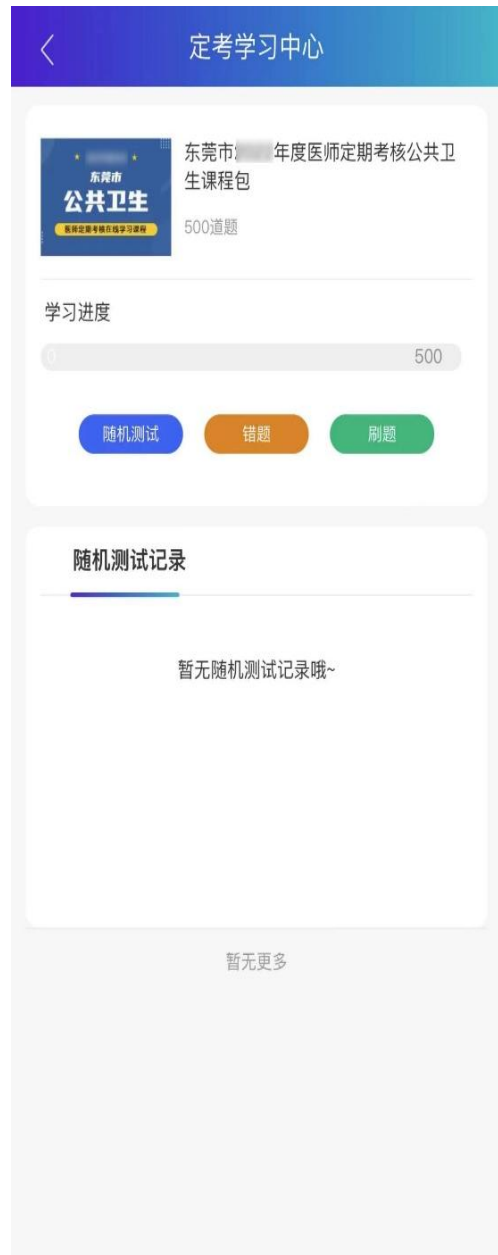 定考学习中心
东莞市
公共卫生
医师定期考核在线学习课程
东莞市 年度医师定期考核公共卫
生课程包
500道题
学习进度
0 500
随机测试 错题 刷题
随机测试记录
暂无随机测试记录哦~
暂无更多